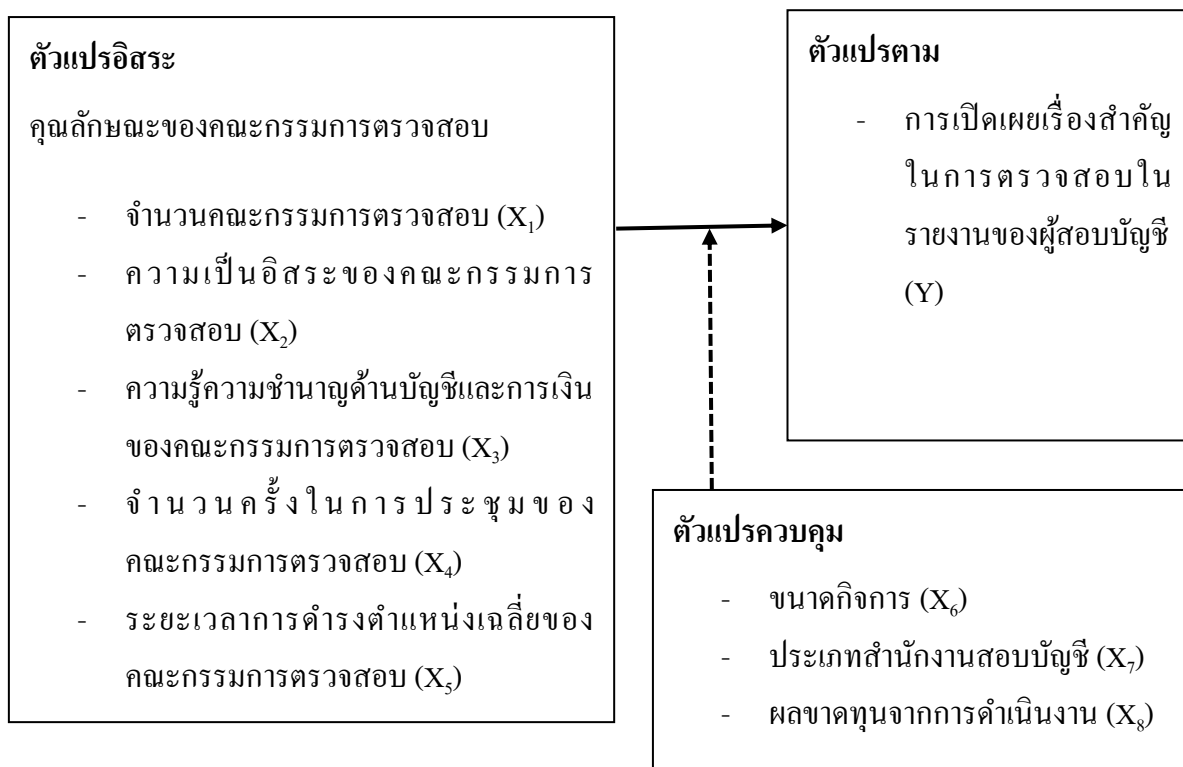 ตัวแปรอิสระ
คุณลักษณะของคณะกรรมการตรวจสอบ
- จำนวนคณะกรรมการตรวจสอบ (X₁)
- ความเป็นอิสระของคณะกรรมการ
ตรวจสอบ (X₂)
- ความรู้ความชำนาญด้านบัญชีและการเงิน
ของคณะกรรมการตรวจสอบ (X₃)
- จำนวนครั้งในการประชุมของ
คณะกรรมการตรวจสอบ (X₄)
- ระยะเวลาการดำรงตำแหน่งเฉลี่ยของ
คณะกรรมการตรวจสอบ (X₅)
ตัวแปรตาม
- การเปิดเผยเรื่องสำคัญ
ในการตรวจสอบใน
รายงานของผู้สอบบัญชี
(Y)
ตัวแปรควบคุม
- ขนาดกิจการ (X₆)
- ประเภทสำนักงานสอบบัญชี (X₇)
- ผลขาดทุนจากการดำเนินงาน (X₈)